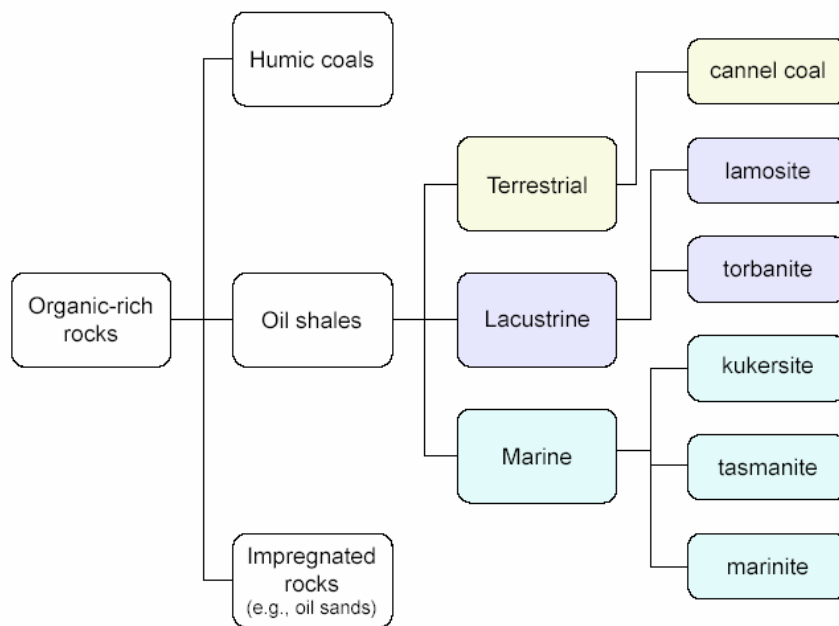 Organic-rich
rocks
Humic coals
Oil shales
Impregnated
rocks
(e.g., oil sands)
Terrestrial
Lacustrine
Marine
cannel coal
lamosite
torbanite
kukersite
tasmanite
marinite